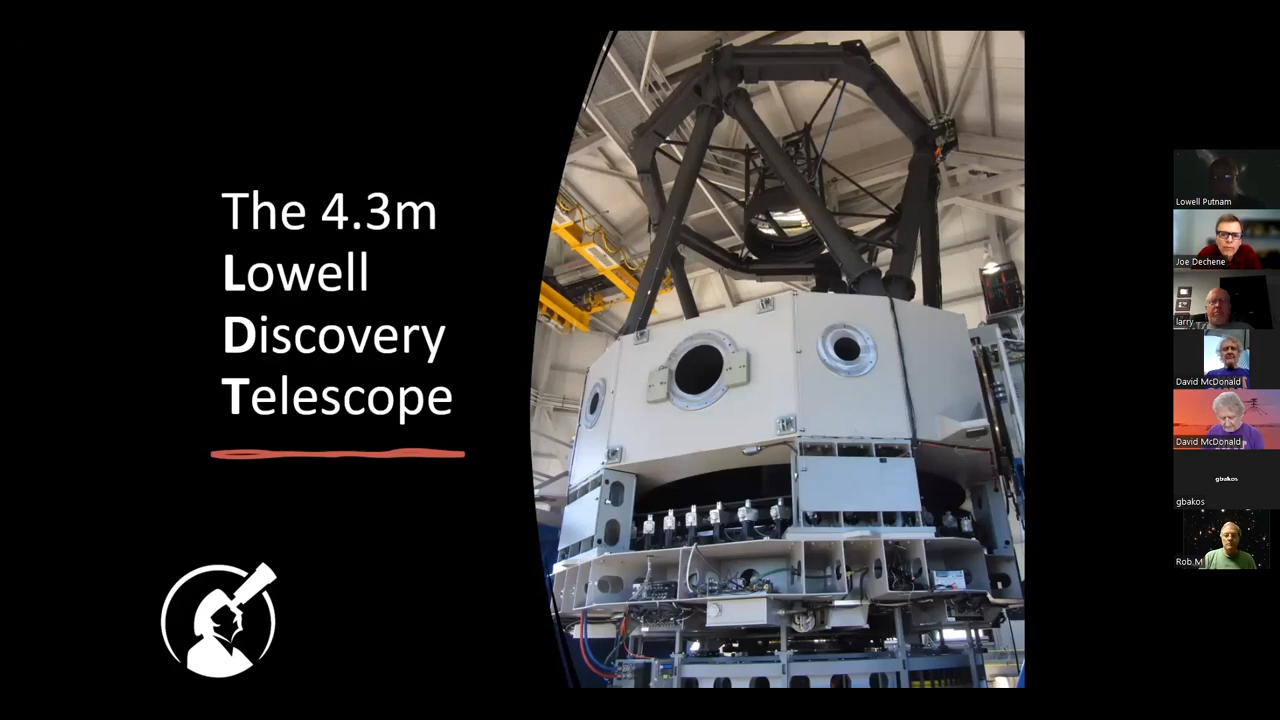 The 4.3m
Lowell
Discovery
Telescope
Lowell Putnam
Joe Dechene
larry
David McDonald
David McDonald
gbakos
gbakos
Rob.M